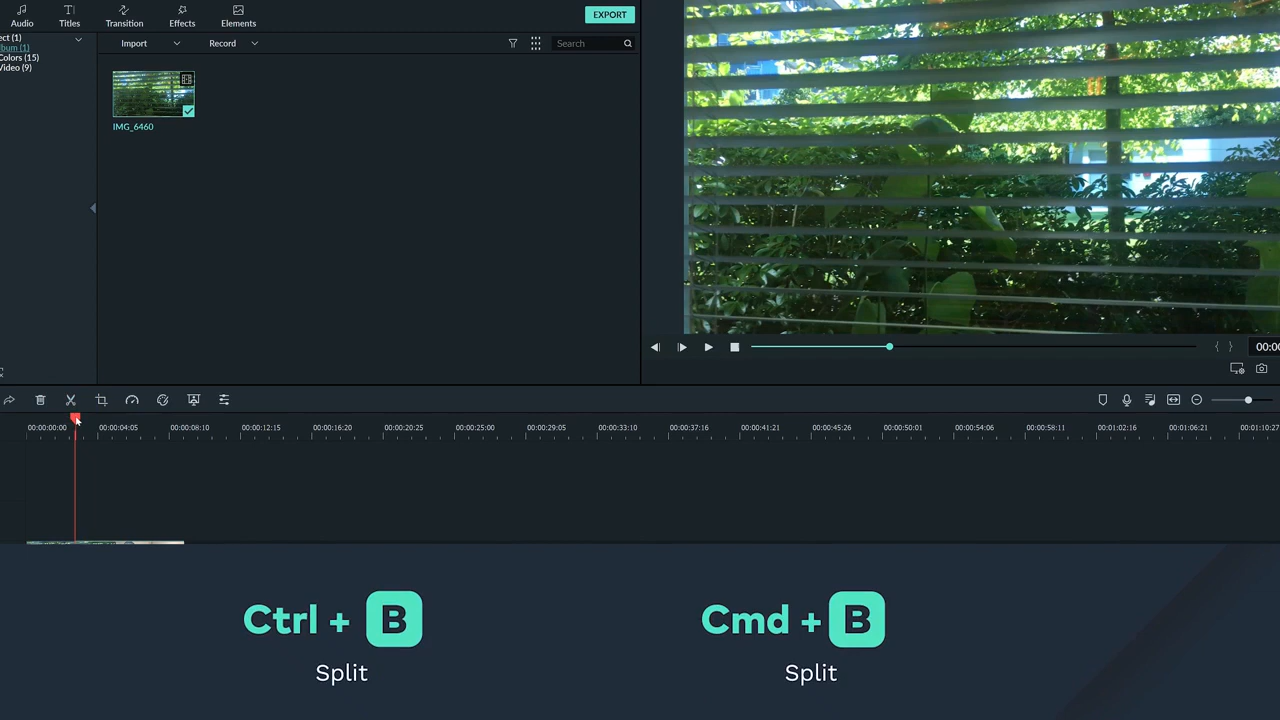 Audio Titles Transition Effects Elements EXPORT
ect (1)
lbum (1)
Colors (15)
Video (9)
Import Record Search
IMG_6460
00:00
00:00:00:00 00:00:04:05 00:00:08:10 00:00:12:15 00:00:16:20 00:00:20:25 00:00:25:00 00:00:29:05 00:00:33:10 00:00:37:16 00:00:41:21 00:00:45:26 00:00:50:01 00:00:54:06 00:00:58:11 00:01:02:16 00:01:06:21 00:01:10:27
Ctrl + B Cmd + B
Split Split